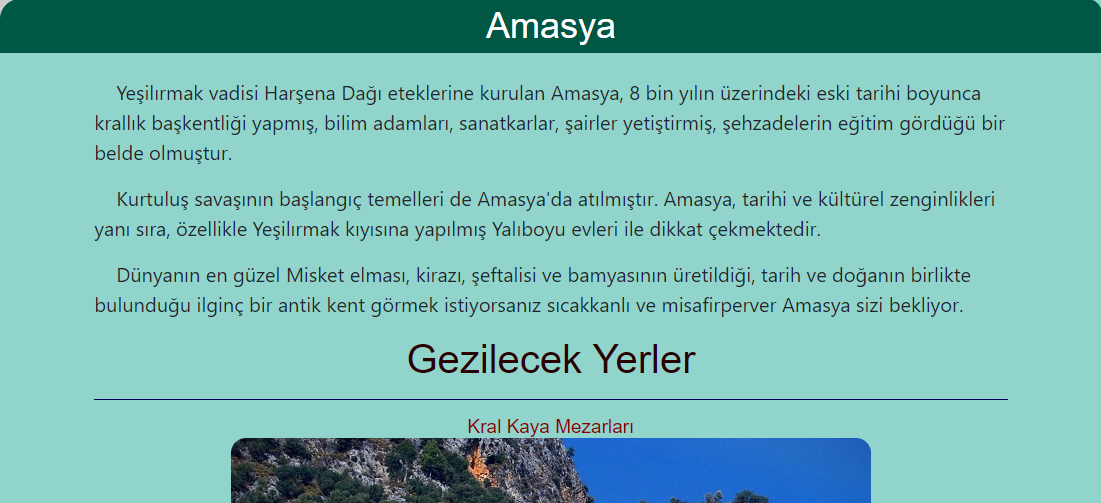 Amasya
Yeşilırmak vadisi Harşena Dağı eteklerine kurulan Amasya, 8 bin yılın üzerindeki eski tarihi boyunca
krallık başkentliği yapmış, bilim adamları, sanatkarlar, şairler yetiştirmiş, şehzadelerin eğitim gördüğü bir
belde olmuştur.
Kurtuluş savaşının başlangıç temelleri de Amasya'da atılmıştır. Amasya, tarihi ve kültürel zenginlikleri
yanı sıra, özellikle Yeşilırmak kıyısına yapılmış Yalıboyu evleri ile dikkat çekmektedir.
Dünyanın en güzel Misket elması, kirazı, şeftalisi ve bamyasının üretildiği, tarih ve doğanın birlikte
bulunduğu ilginç bir antik kent görmek istiyorsanız sıcakkanlı ve misafirperver Amasya sizi bekliyor.
Gezilecek Yerler
Kral Kaya Mezarları